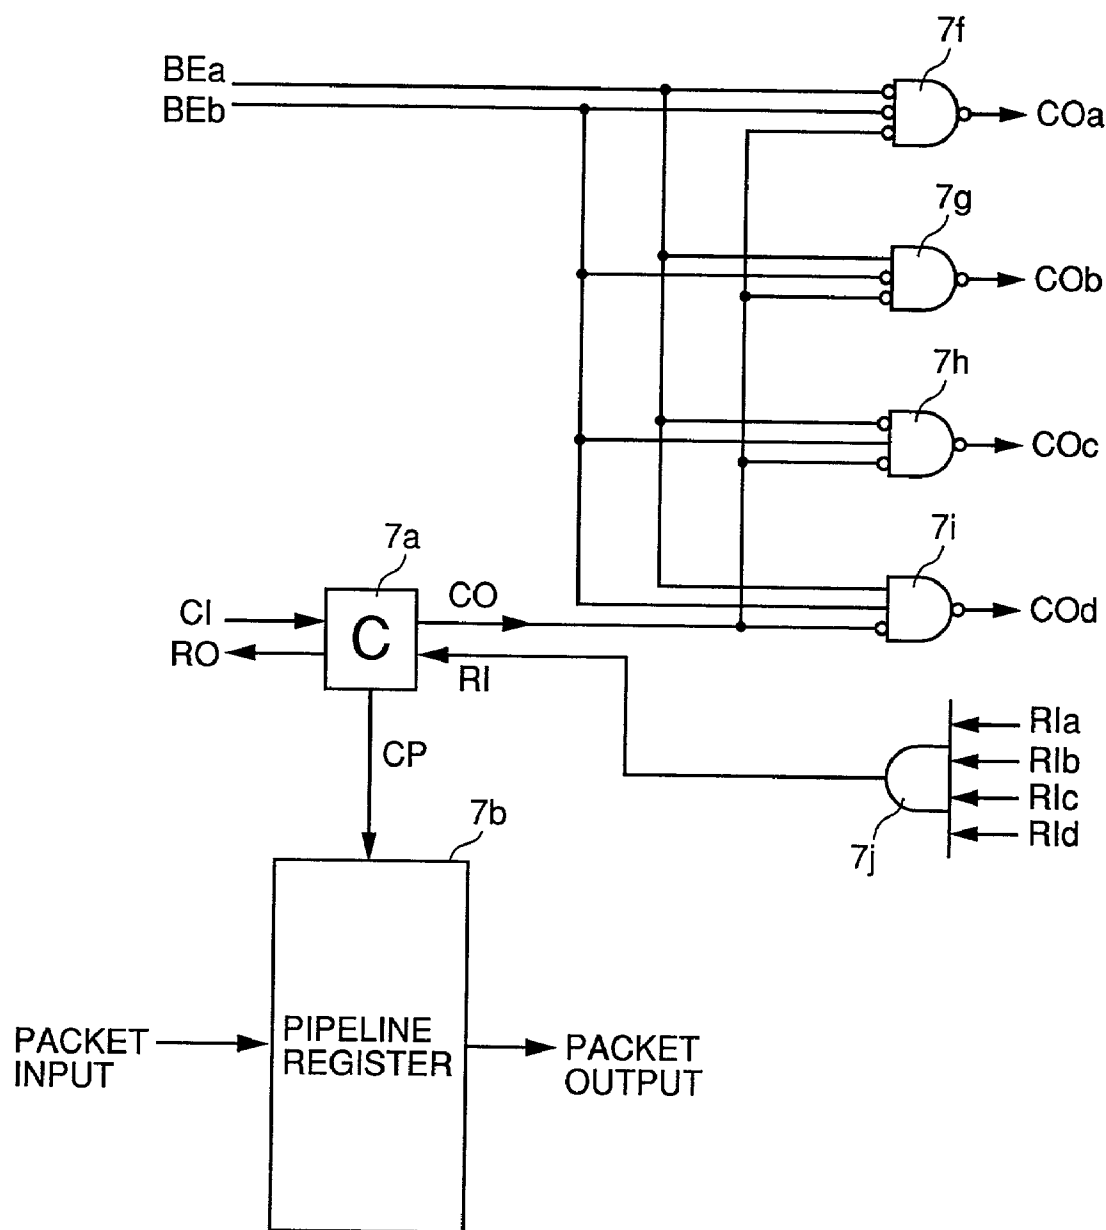 7f
BEa
BEb
COa
7g
COb
7h
COc
7a
7i
CI
CO
C
COd
RO
RI
RIa
CP
RIb
RIc
7b
7j
RId
PIPELINE
REGISTER
PACKET
INPUT
PACKET
OUTPUT